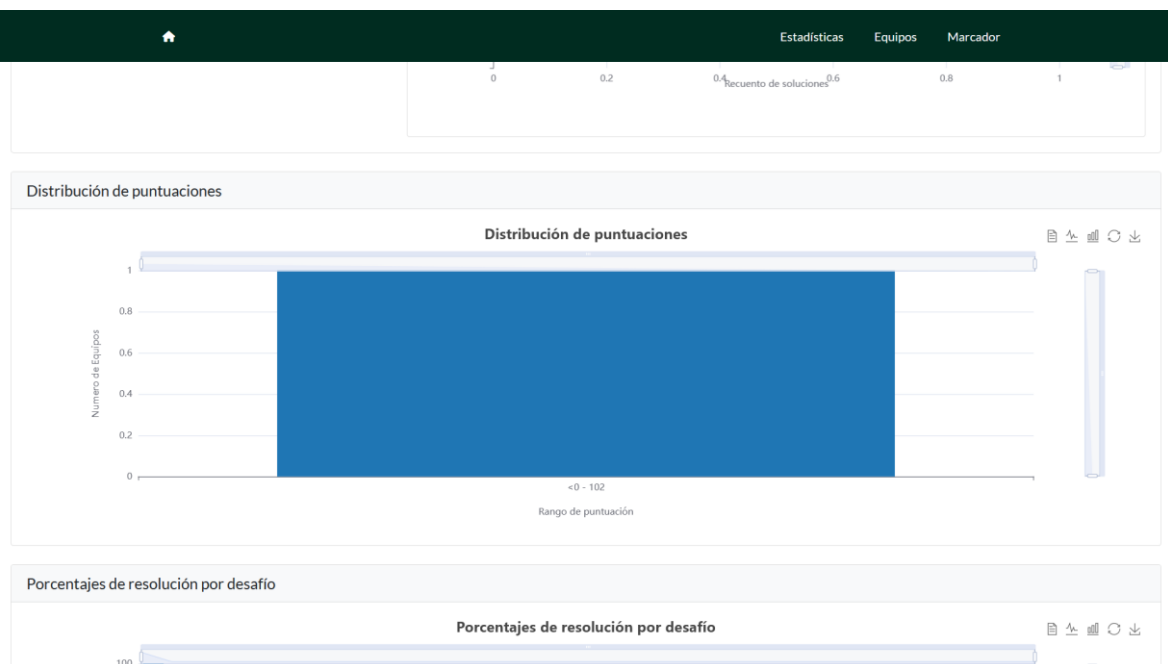 Estadísticas Equipos Marcador
0 0.2 0.4 0.6 0.8 1
Recuento de soluciones
Distribución de puntuaciones
Distribución de puntuaciones
1
0.8
0.6
0.4
0.2
0
Numero de Equipos
<0 - 102
Rango de puntuación
Porcentajes de resolución por desafío
Porcentajes de resolución por desafío
100